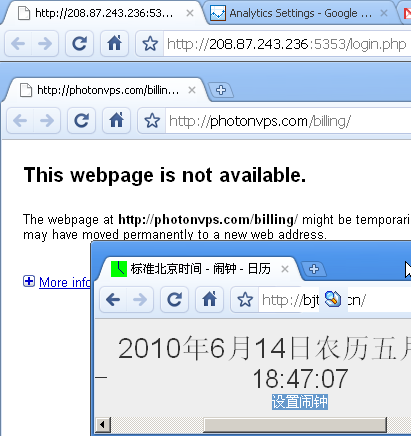 http://208.87.243.236:53...
Analytics Settings - Google
http://208.87.243.236:5353/login.php
http://photonvps.com/billin...
http://photonvps.com/billing/
This webpage is not available.
The webpage at http://photonvps.com/billing/ might be temporari
may have moved permanently to a new web address.
More info
标准北京时间 - 闹钟 - 日历
http://bjt cn/
2010年6月14日农历五月
18:47:07
设置闹钟